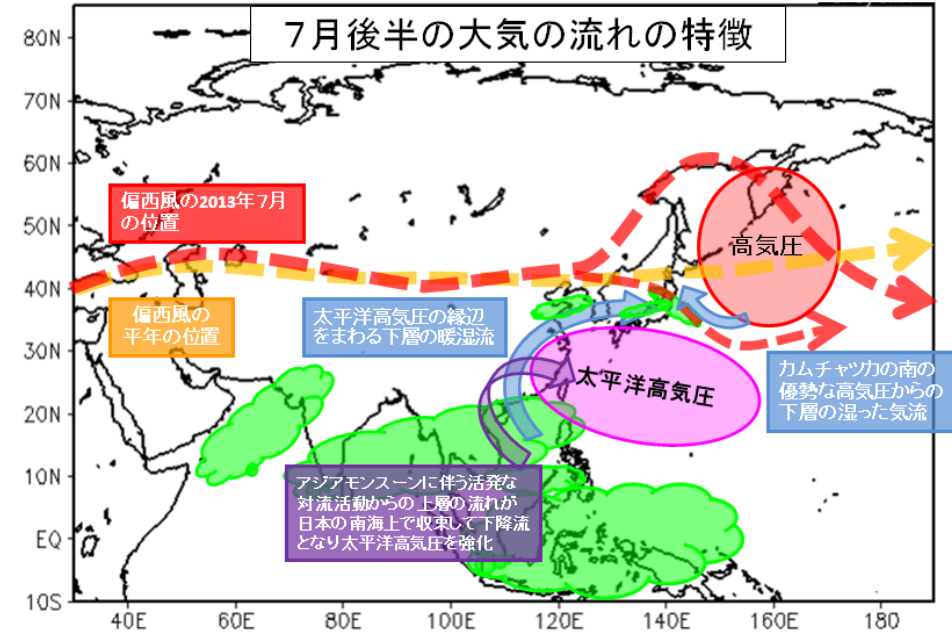 7月後半の大気の流れの特徴
80N
70N
60N
50N
40N
30N
20N
10N
EQ
10S
偏西風の2013年7月
の位置
偏西風の
平年の位置
太平洋高気圧の縁辺
をまわる下層の暖湿流
高気圧
太平洋高気圧
カムチャツカの南の
優勢な高気圧からの
下層の湿った気流
アジアモンスーンに伴う活発な
対流活動からの上層の流れが
日本の南海上で収束して下降流
となり太平洋高気圧を強化
40E
60E
80E
100E
120E
140E
160E
180